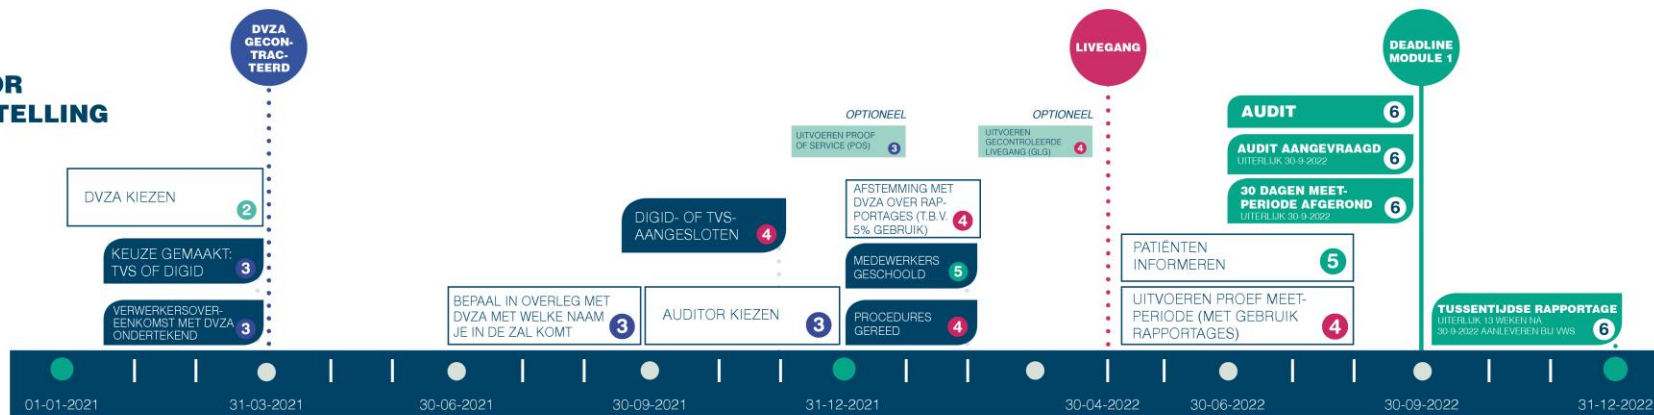 OR
TELLING
DVZA
GECON-
TRAC-
TEERD
LIVEGANG
DEADLINE
MODULE 1
OPTIONEEL
UITVOEREN PROOF
OF SERVICE (POS)
3
OPTIONEEL
UITVOEREN
GECONTROLEERDE
LIVEGANG (GLG)
4
AUDIT
6
AUDIT AANGEVRAAGD
UITERLIJK 30-9-2022
6
30 DAGEN MEET-
PERIODE AFGEROND
UITERLIJK 30-9-2022
6
DVZA KIEZEN
2
KEUZE GEMAAKT:
TVS OF DIGID
3
VERWERKERSOVER-
EENKOMST MET DVZA
ONDERTEKEND
3
BEPAAL IN OVERLEG MET
DVZA MET WELKE NAAM
JE IN DE ZAL KOMT
3
DIGID- OF TVS-
AANGESLOTEN
4
AUDITOR KIEZEN
3
AFSTEMMING MET
DVZA OVER RAP-
PORTAGES (T.B.V.
5% GEBRUIK)
4
MEDEWERKERS
GESCHOOLD
5
PROCEDURES
GEREED
4
PATIËNTEN
INFORMEREN
5
UITVOEREN PROEF MEET-
PERIODE (MET GEBRUIK
RAPPORTAGES)
4
TUSSENTIJDSE RAPPORTAGE
UITERLIJK 13 WEKEN NA
30-9-2022 AANLEVEREN BIJ VWS
6
01-01-2021
31-03-2021
30-06-2021
30-09-2021
31-12-2021
30-04-2022
30-06-2022
30-09-2022
31-12-2022